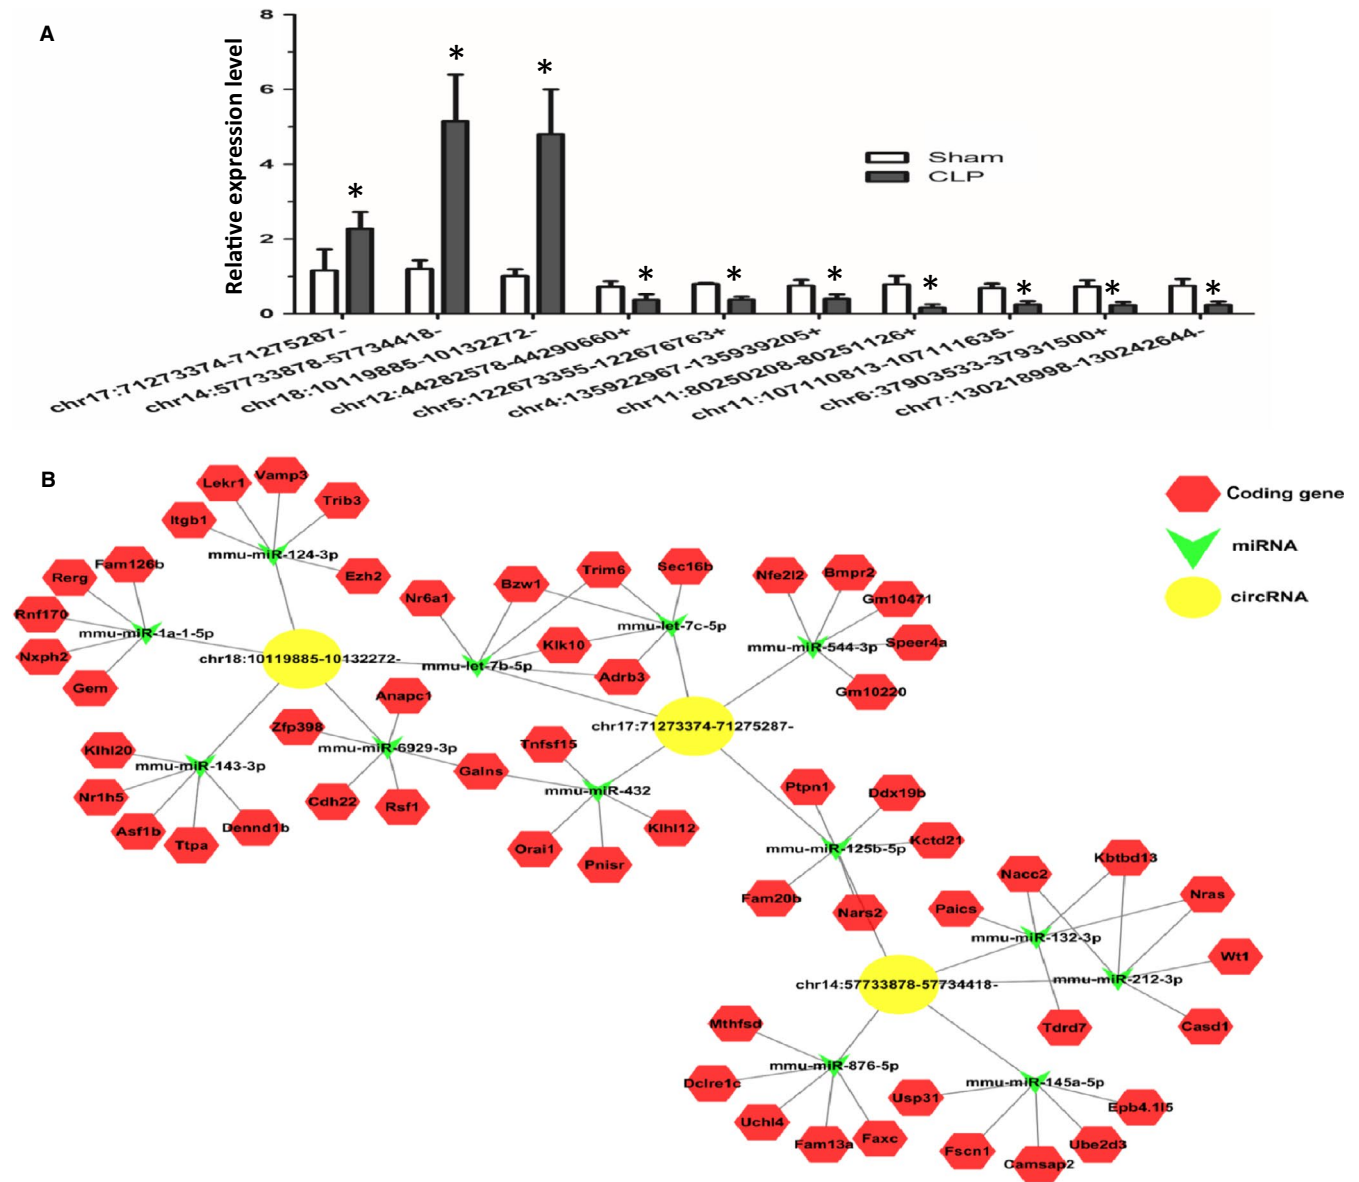 A
Relative expression level
8
6
4
2
0
*
*
*
*
*
*
*
*
*
*
Sham
CLP
chr17:71273374-71275287-
chr14:57733878-57734418-
chr18:10119885-10132272-
chr12:44282578-44290660+
chr5:122673355-122676763+
chr4:135922967-135939205+
chr11:80250208-80251126+
chr11:107110813-107111635-
chr6:37903533-37931500+
chr7:130218998-130242644-
B
Coding gene
miRNA
circRNA
Lekr1
Vamp3
Trib3
Itgb1
mmu-miR-124-3p
Ezh2
Fam126b
Rerg
Rnf170
mmu-miR-1a-1-5p
Nxph2
Gem
chr18:10119885-10132272-
Nr6a1
Bzw1
Trim6
Sec16b
mmu-let-7c-5p
Klk10
mmu-let-7b-5p
Adrb3
Nfe2l2
Bmpr2
Gm10471
mmu-miR-544-3p
Speer4a
Gm10220
Anapc1
Zfp398
mmu-miR-6929-3p
Galns
Cdh22
Rsf1
Klhl20
mmu-miR-143-3p
Nr1h5
Asf1b
Ttpa
Dennd1b
chr17:71273374-71275287-
Tnfsf15
mmu-miR-432
Klhl12
Orai1
Pnisr
Ptpn1
Ddx19b
Kctd21
mmu-miR-125b-5p
Fam20b
Nars2
Nacc2
Kbtbd13
Nras
Paics
mmu-miR-132-3p
Wt1
mmu-miR-212-3p
chr14:57733878-57734418-
Tdrd7
Casd1
Mthfsd
mmu-miR-876-5p
Dclre1c
Uchl4
Fam13a
Faxc
mmu-miR-145a-5p
Usp31
Epb4.1l5
Fscn1
Camsap2
Ube2d3